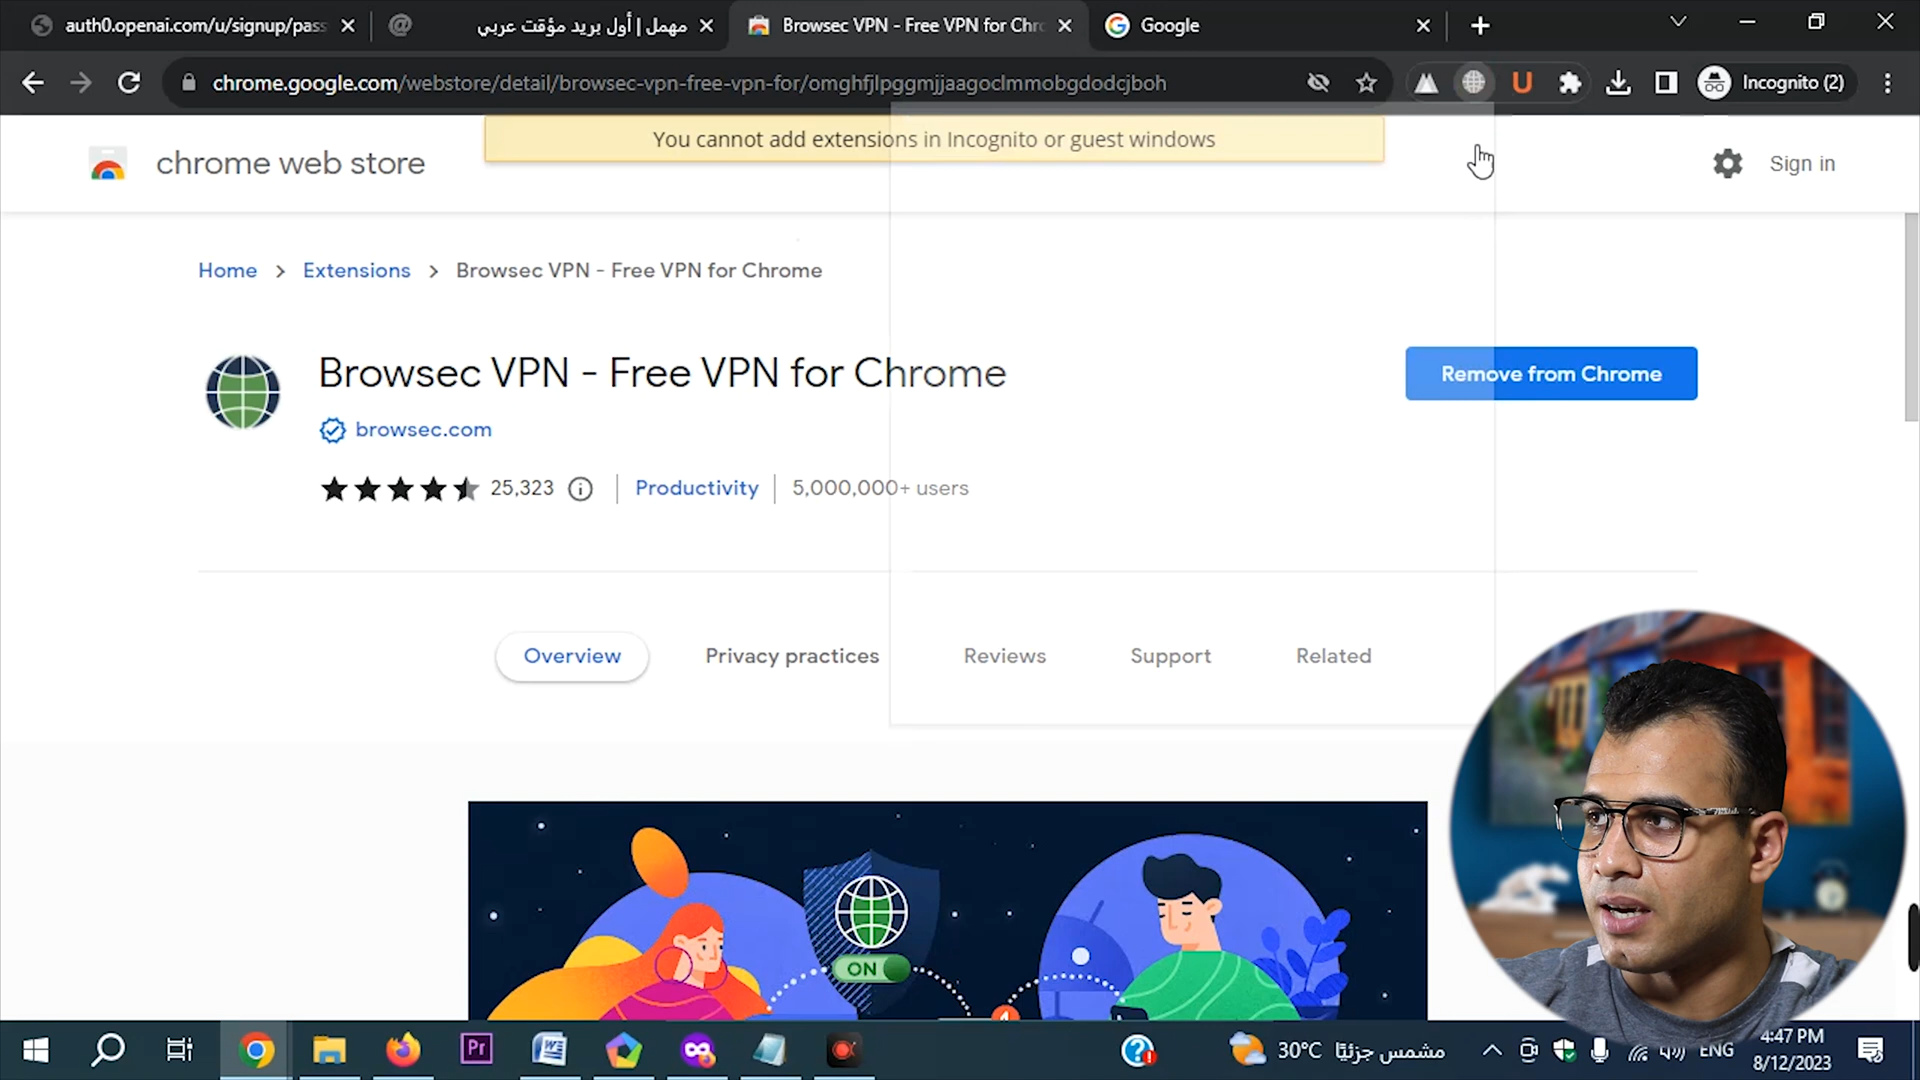 auth0.openai.com/u/signup/pass
مهمل | أول بريد مؤقت عربي
Browsec VPN - Free VPN for Chro
Google
chrome.google.com/webstore/detail/browsec-vpn-free-vpn-for/omghfjlpggmjjaagoclmmobgdodcjboh
Incognito (2)
You cannot add extensions in Incognito or guest windows
chrome web store
Sign in
Home > Extensions > Browsec VPN - Free VPN for Chrome
Browsec VPN - Free VPN for Chrome
Remove from Chrome
browsec.com
25,323
Productivity
5,000,000+ users
Overview
Privacy practices
Reviews
Support
Related
ON
Pr
30°C مشمس جزئيًا
ENG
4:47 PM
8/12/2023